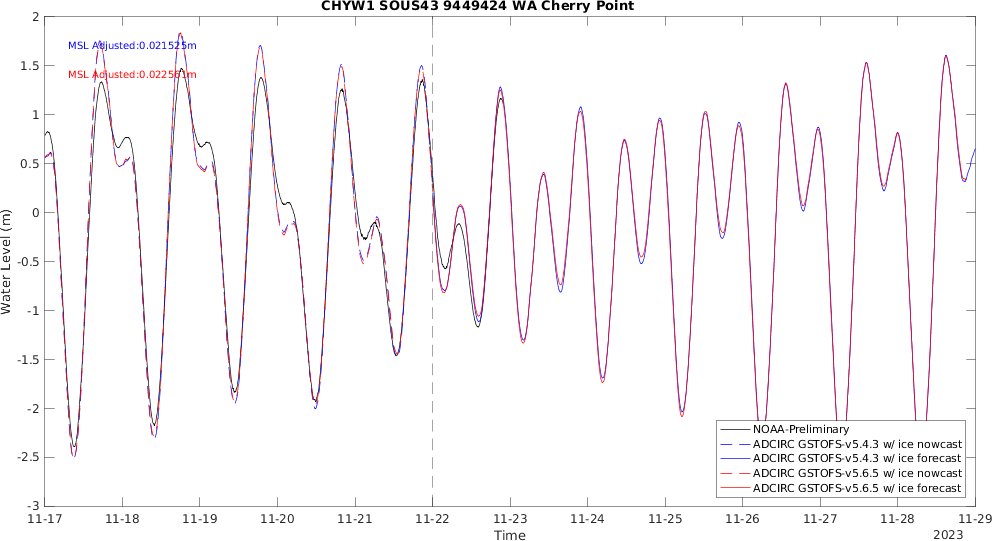 CHYW1 SOUS43 9449424 WA Cherry Point
2
1.5
1
0.5
0
-0.5
-1
-1.5
-2
-2.5
-3
Water Level (m)
MSL Adjusted:0.021525m
MSL Adjusted:0.022561m
NOAA-Preliminary
ADCIRC GSTOFS-v5.4.3 w/ ice nowcast
ADCIRC GSTOFS-v5.4.3 w/ ice forecast
ADCIRC GSTOFS-v5.6.5 w/ ice nowcast
ADCIRC GSTOFS-v5.6.5 w/ ice forecast
11-17 11-18 11-19 11-20 11-21 11-22 11-23 11-24 11-25 11-26 11-27 11-28 11-29
Time
2023